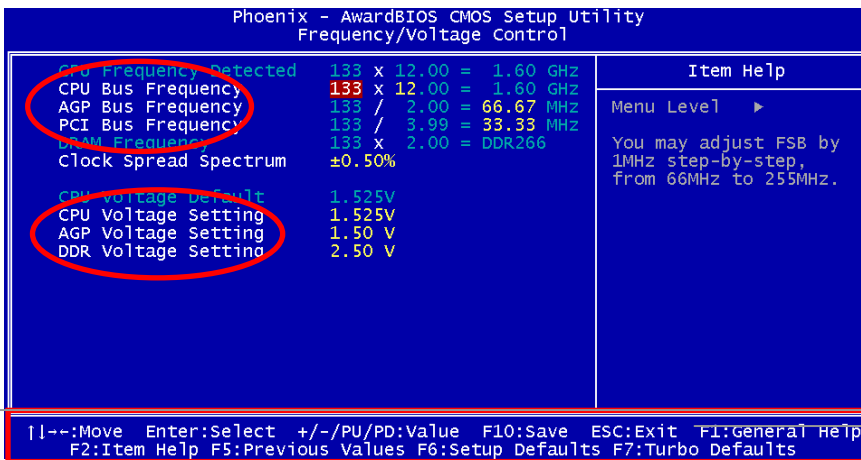 Phoenix - AwardBIOS CMOS Setup Utility
Frequency/Voltage Control
CPU Frequency Detected 133 x 12.00 = 1.60 GHz
CPU Bus Frequency 133 x 12.00 = 1.60 GHz
AGP Bus Frequency 133 / 2.00 = 66.67 MHz
PCI Bus Frequency 133 / 3.99 = 33.33 MHz
DRAM Frequency 133 x 2.00 = DDR266
Clock Spread Spectrum ±0.50%
CPU Voltage Default 1.525V
CPU Voltage Setting 1.525V
AGP Voltage Setting 1.50 V
DDR Voltage Setting 2.50 V
Item Help
Menu Level ▶
You may adjust FSB by
1MHz step-by-step,
from 66MHz to 255MHz.
↑↓→←:Move Enter:Select +/-/PU/PD:Value F10:Save ESC:Exit F1:General Help
F2:Item Help F5:Previous Values F6:Setup Defaults F7:Turbo Defaults